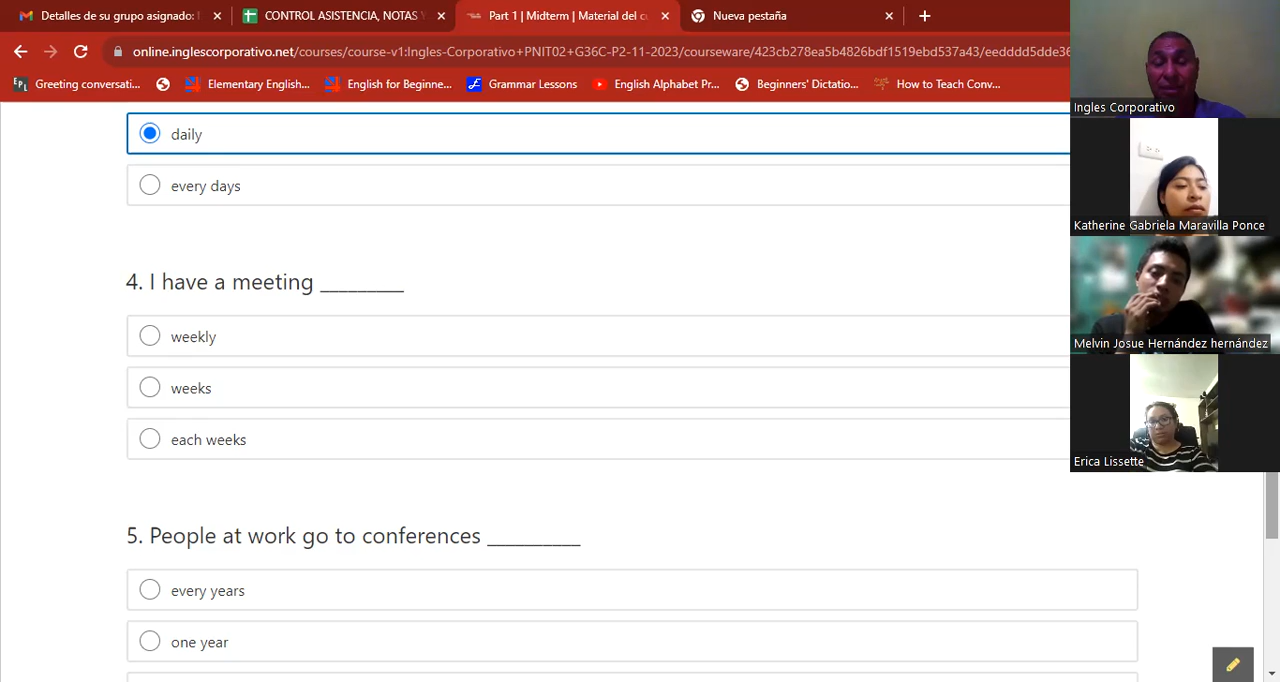 Detalles de su grupo asignado:
CONTROL ASISTENCIA, NOTAS Y
Part 1 | Midterm | Material del cu
Nueva pestaña
online.inglescorporativo.net/courses/course-v1:Ingles-Corporativo+PNIT02+G36C-P2-11-2023/courseware/423cb278ea5b4826bdf1519ebd537a43/eedddd5dde36
Greeting conversati...
Elementary English...
English for Beginne...
Grammar Lessons
English Alphabet Pr...
Beginners' Dictatio...
How to Teach Conv...
Ingles Corporativo
daily
every days
Katherine Gabriela Maravilla Ponce
4. I have a meeting _________
weekly
Melvin Josue Hernández hernández
weeks
each weeks
Erica Lissette
5. People at work go to conferences __________
every years
one year